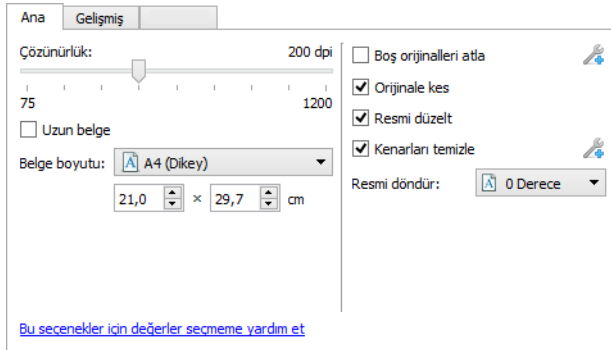 Ana
Gelişmiş
Çözünürlük:
200 dpi
75
1200
Uzun belge
Belge boyutu:
A4 (Dikey)
21,0 × 29,7 cm
Bu seçenekler için değerler seçmeme yardım et
Boş orijinalleri atla
Orijinale kes
Resmi düzelt
Kenarları temizle
Resmi döndür:
0 Derece